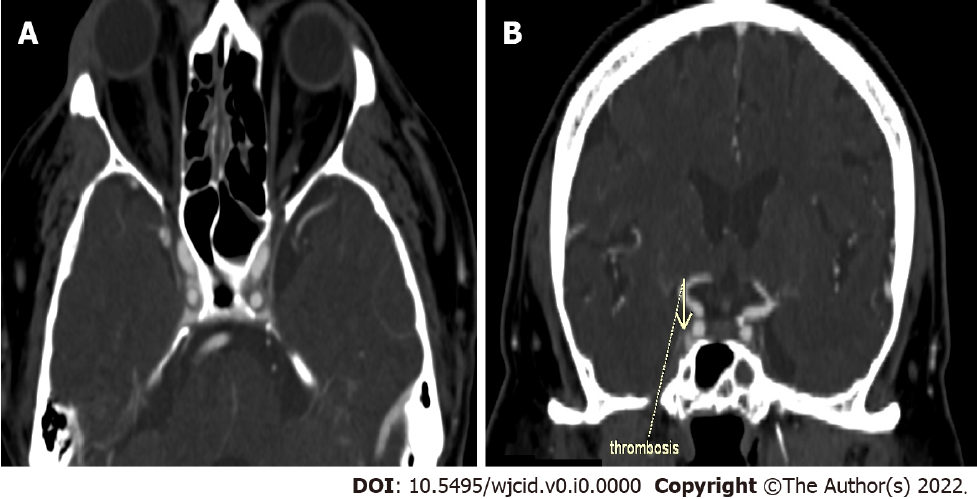 A
B
thrombosis
DOI: 10.5495/wjcid.v0.i0.0000 Copyright ©The Author(s) 2022.